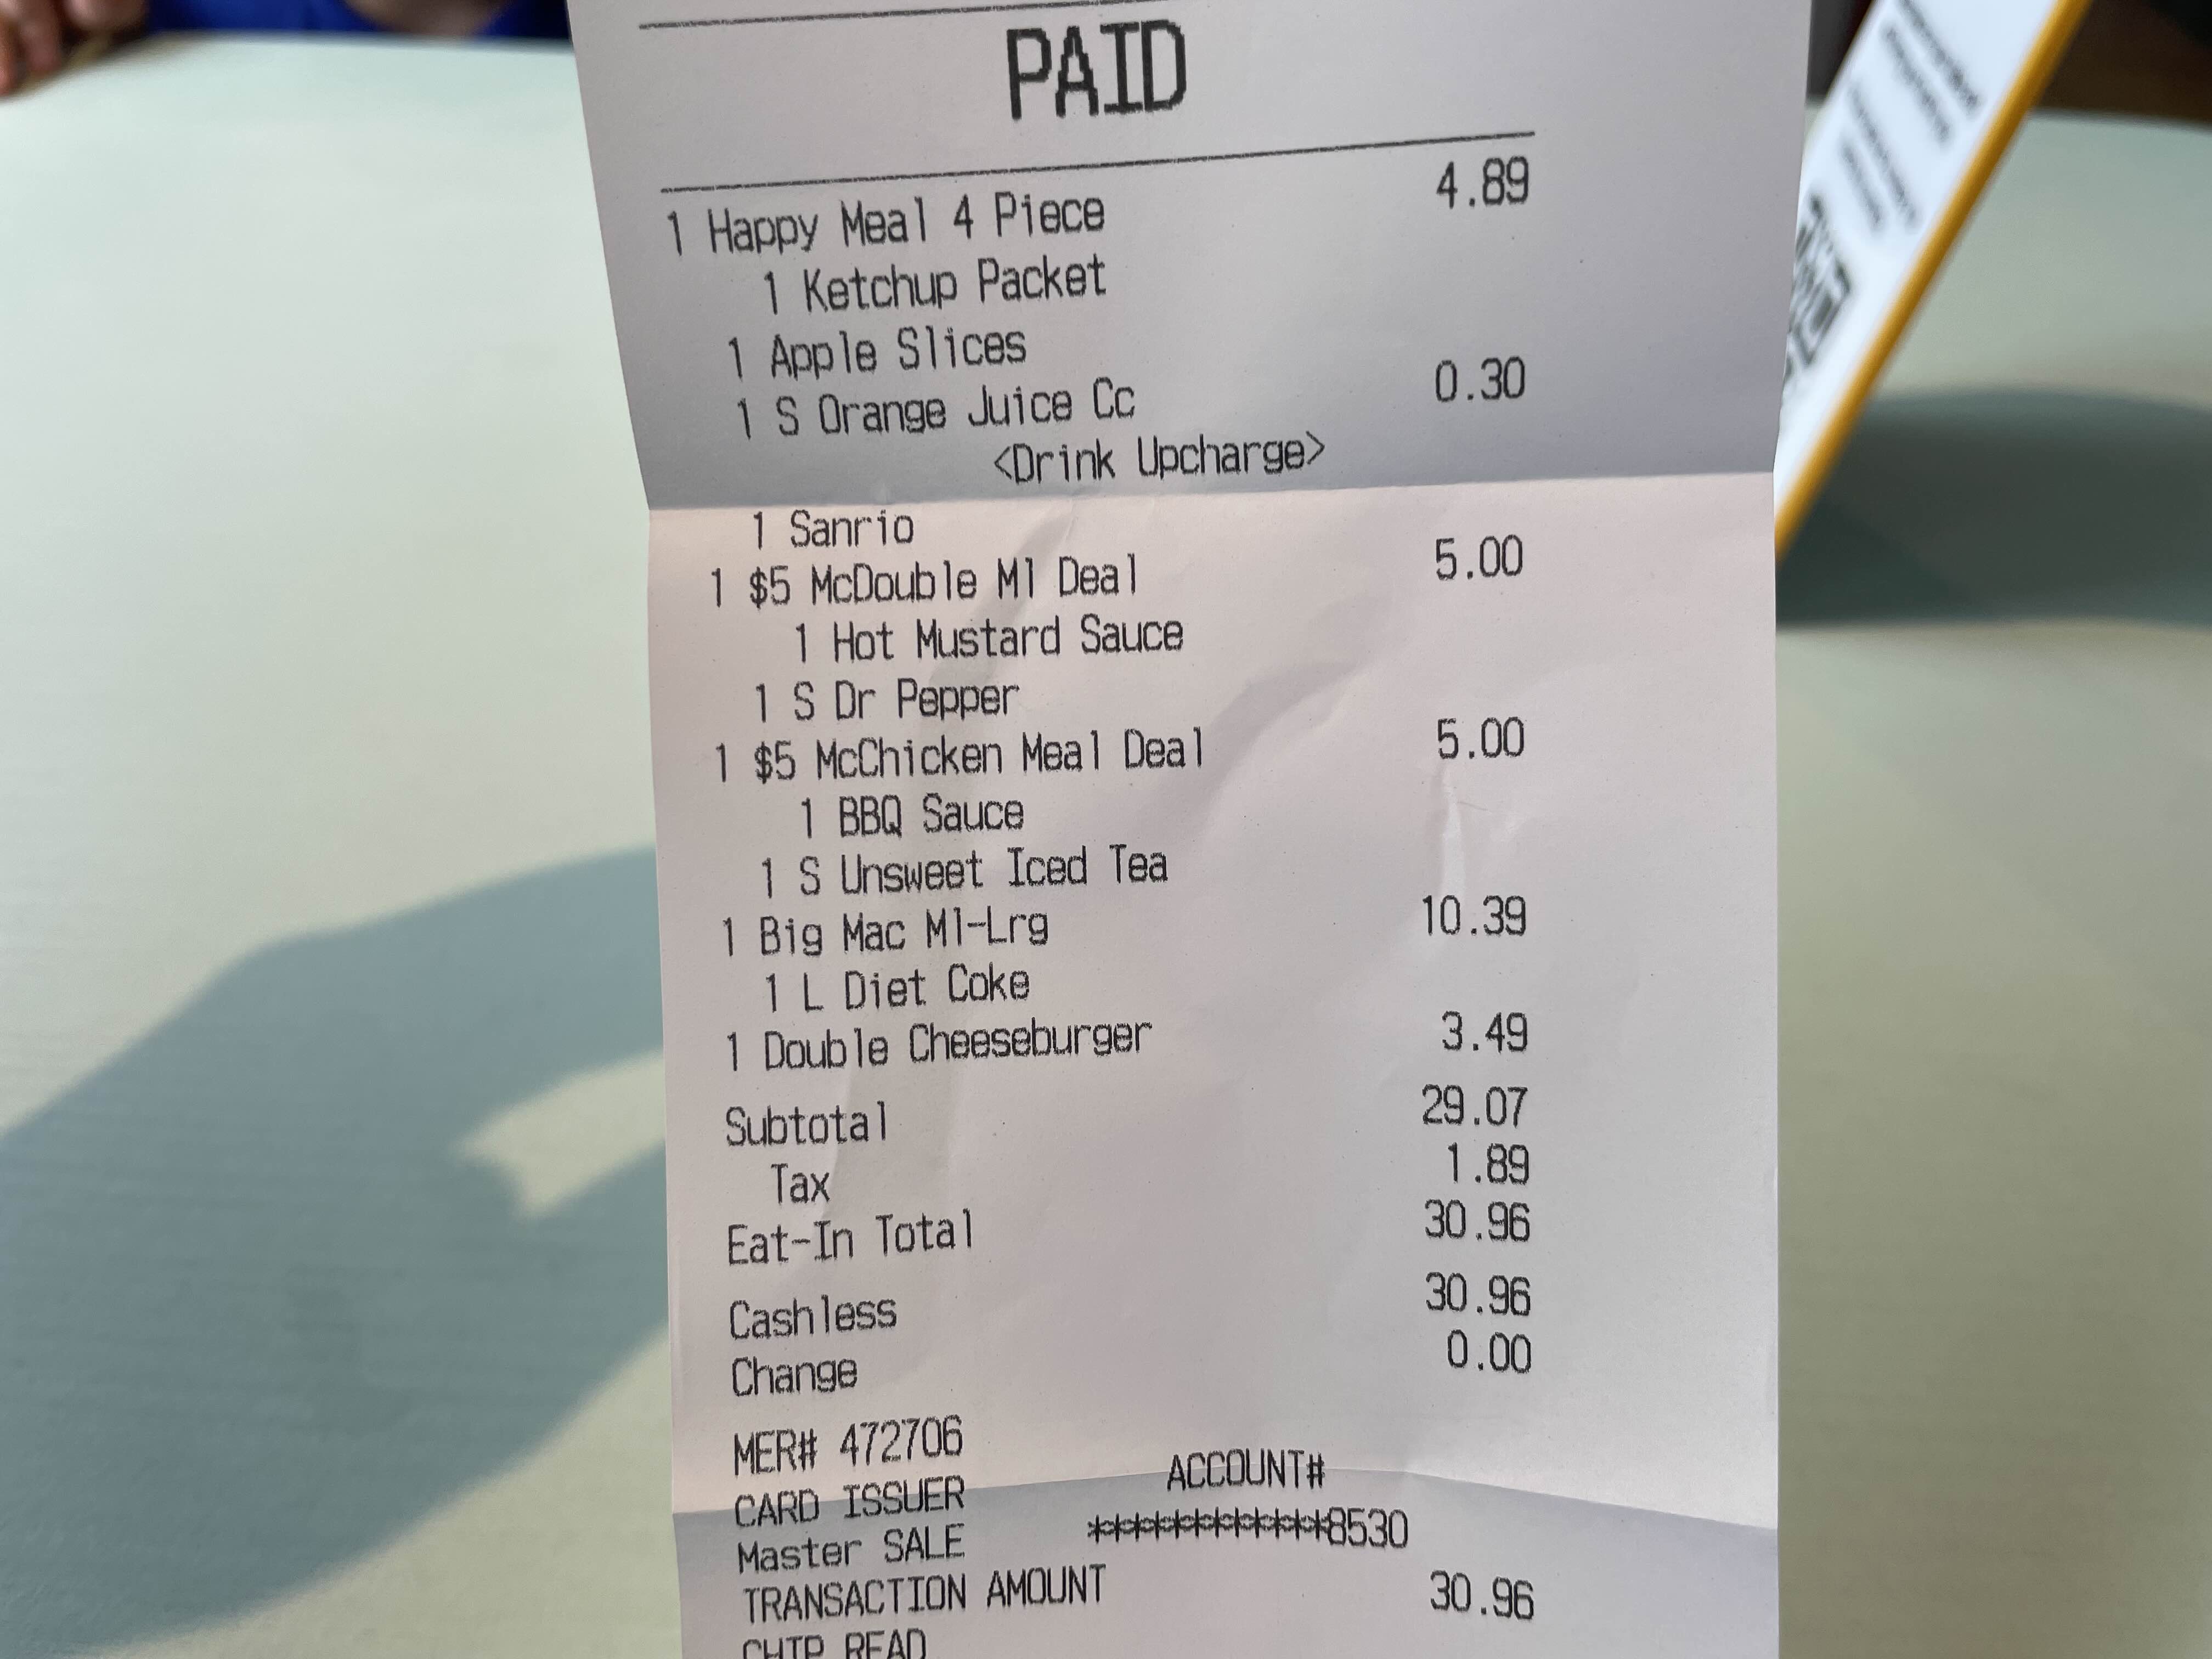 PAID
1 Happy Meal 4 Piece 4.89
1 Ketchup Packet
1 Apple Slices
1 S Orange Juice Cc 0.30
<Drink Upcharge>
1 Sanrio
1 $5 McDouble Ml Deal 5.00
1 Hot Mustard Sauce
1 S Dr Pepper
1 $5 McChicken Meal Deal 5.00
1 BBQ Sauce
1 S Unsweet Iced Tea
1 Big Mac Ml-Lrg 10.39
1 L Diet Coke
1 Double Cheeseburger 3.49
Subtotal 29.07
Tax 1.89
Eat-In Total 30.96
Cashless 30.96
Change 0.00
MER# 472706
CARD ISSUER ACCOUNT#
Master SALE ************8530
TRANSACTION AMOUNT 30.96
CHIP READ